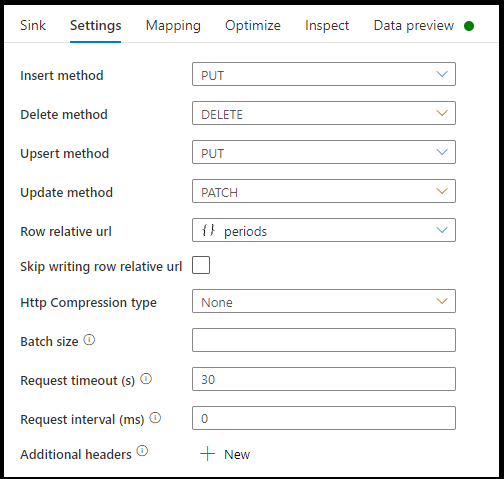 Sink Settings Mapping Optimize Inspect Data preview
Insert method PUT
Delete method DELETE
Upsert method PUT
Update method PATCH
Row relative url {} periods
Skip writing row relative url
Http Compression type None
Batch size
Request timeout (s) 30
Request interval (ms) 0
Additional headers + New